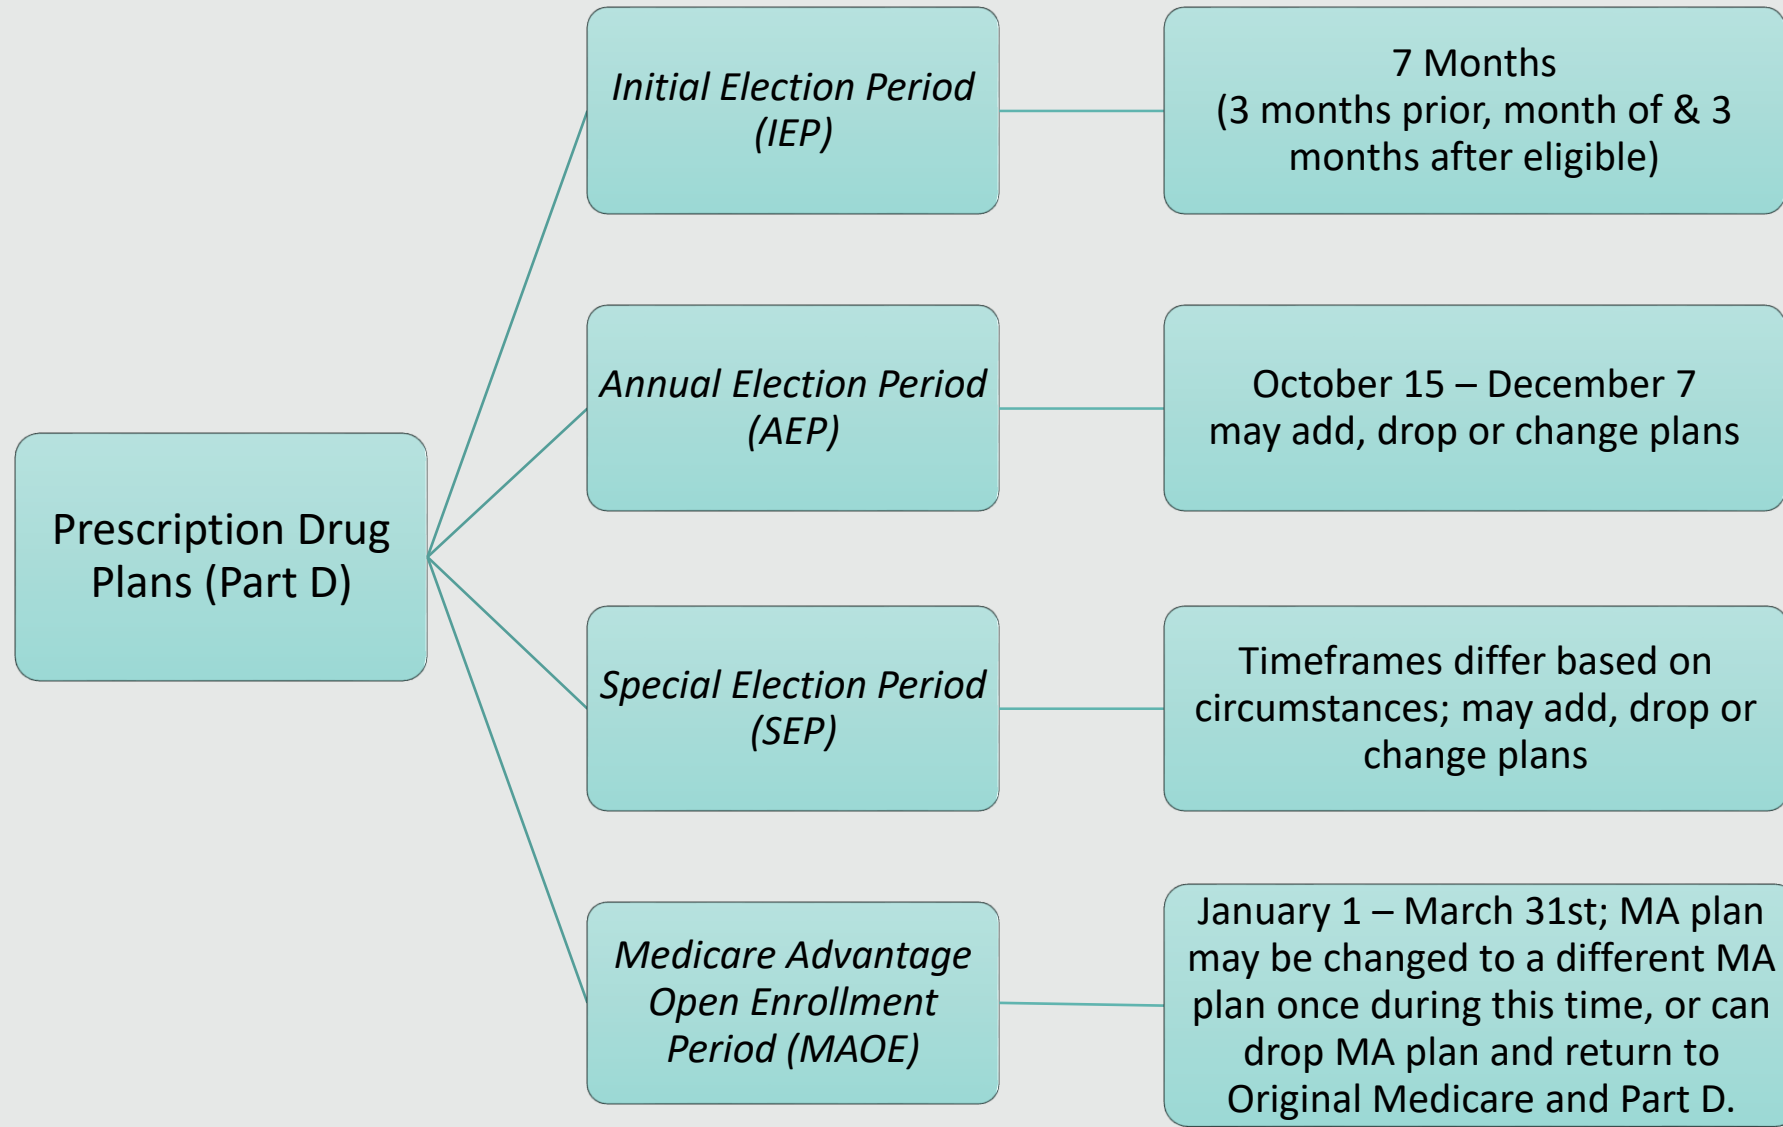 Prescription Drug
Plans (Part D)
Initial Election Period
(IEP)
7 Months
(3 months prior, month of & 3
months after eligible)
Annual Election Period
(AEP)
October 15 – December 7
may add, drop or change plans
Special Election Period
(SEP)
Timeframes differ based on
circumstances; may add, drop or
change plans
Medicare Advantage
Open Enrollment
Period (MAOE)
January 1 – March 31st; MA plan
may be changed to a different MA
plan once during this time, or can
drop MA plan and return to
Original Medicare and Part D.